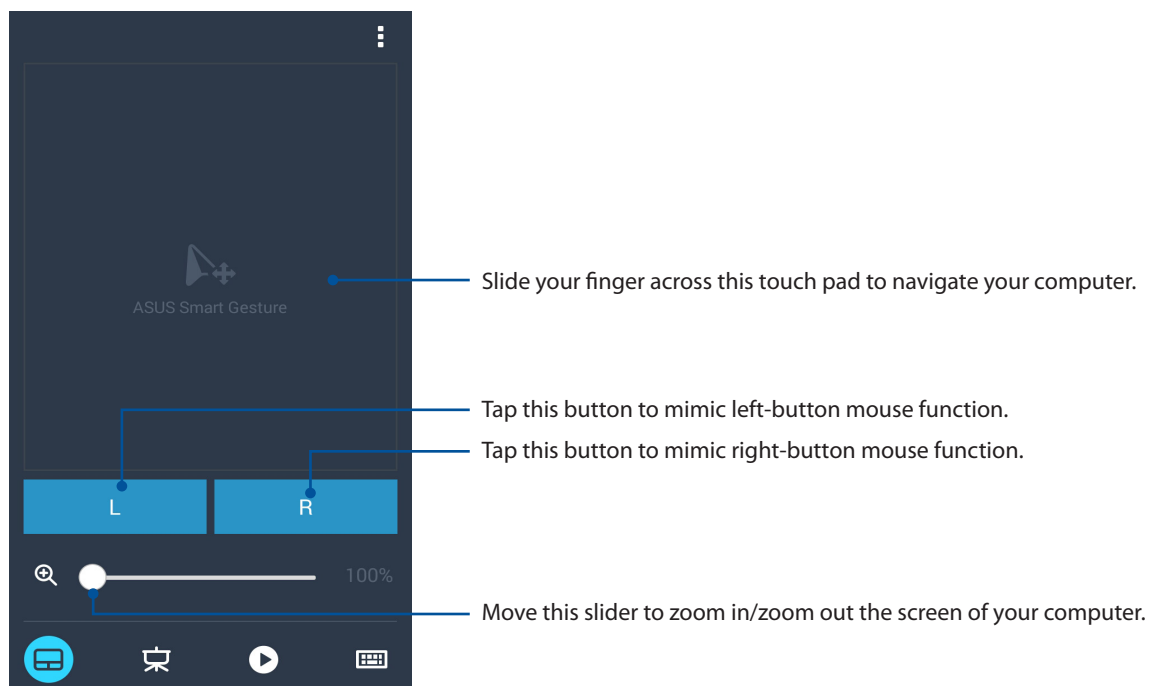 ASUS Smart Gesture
Slide your finger across this touch pad to navigate your computer.
Tap this button to mimic left-button mouse function.
Tap this button to mimic right-button mouse function.
L
R
100%
Move this slider to zoom in/zoom out the screen of your computer.